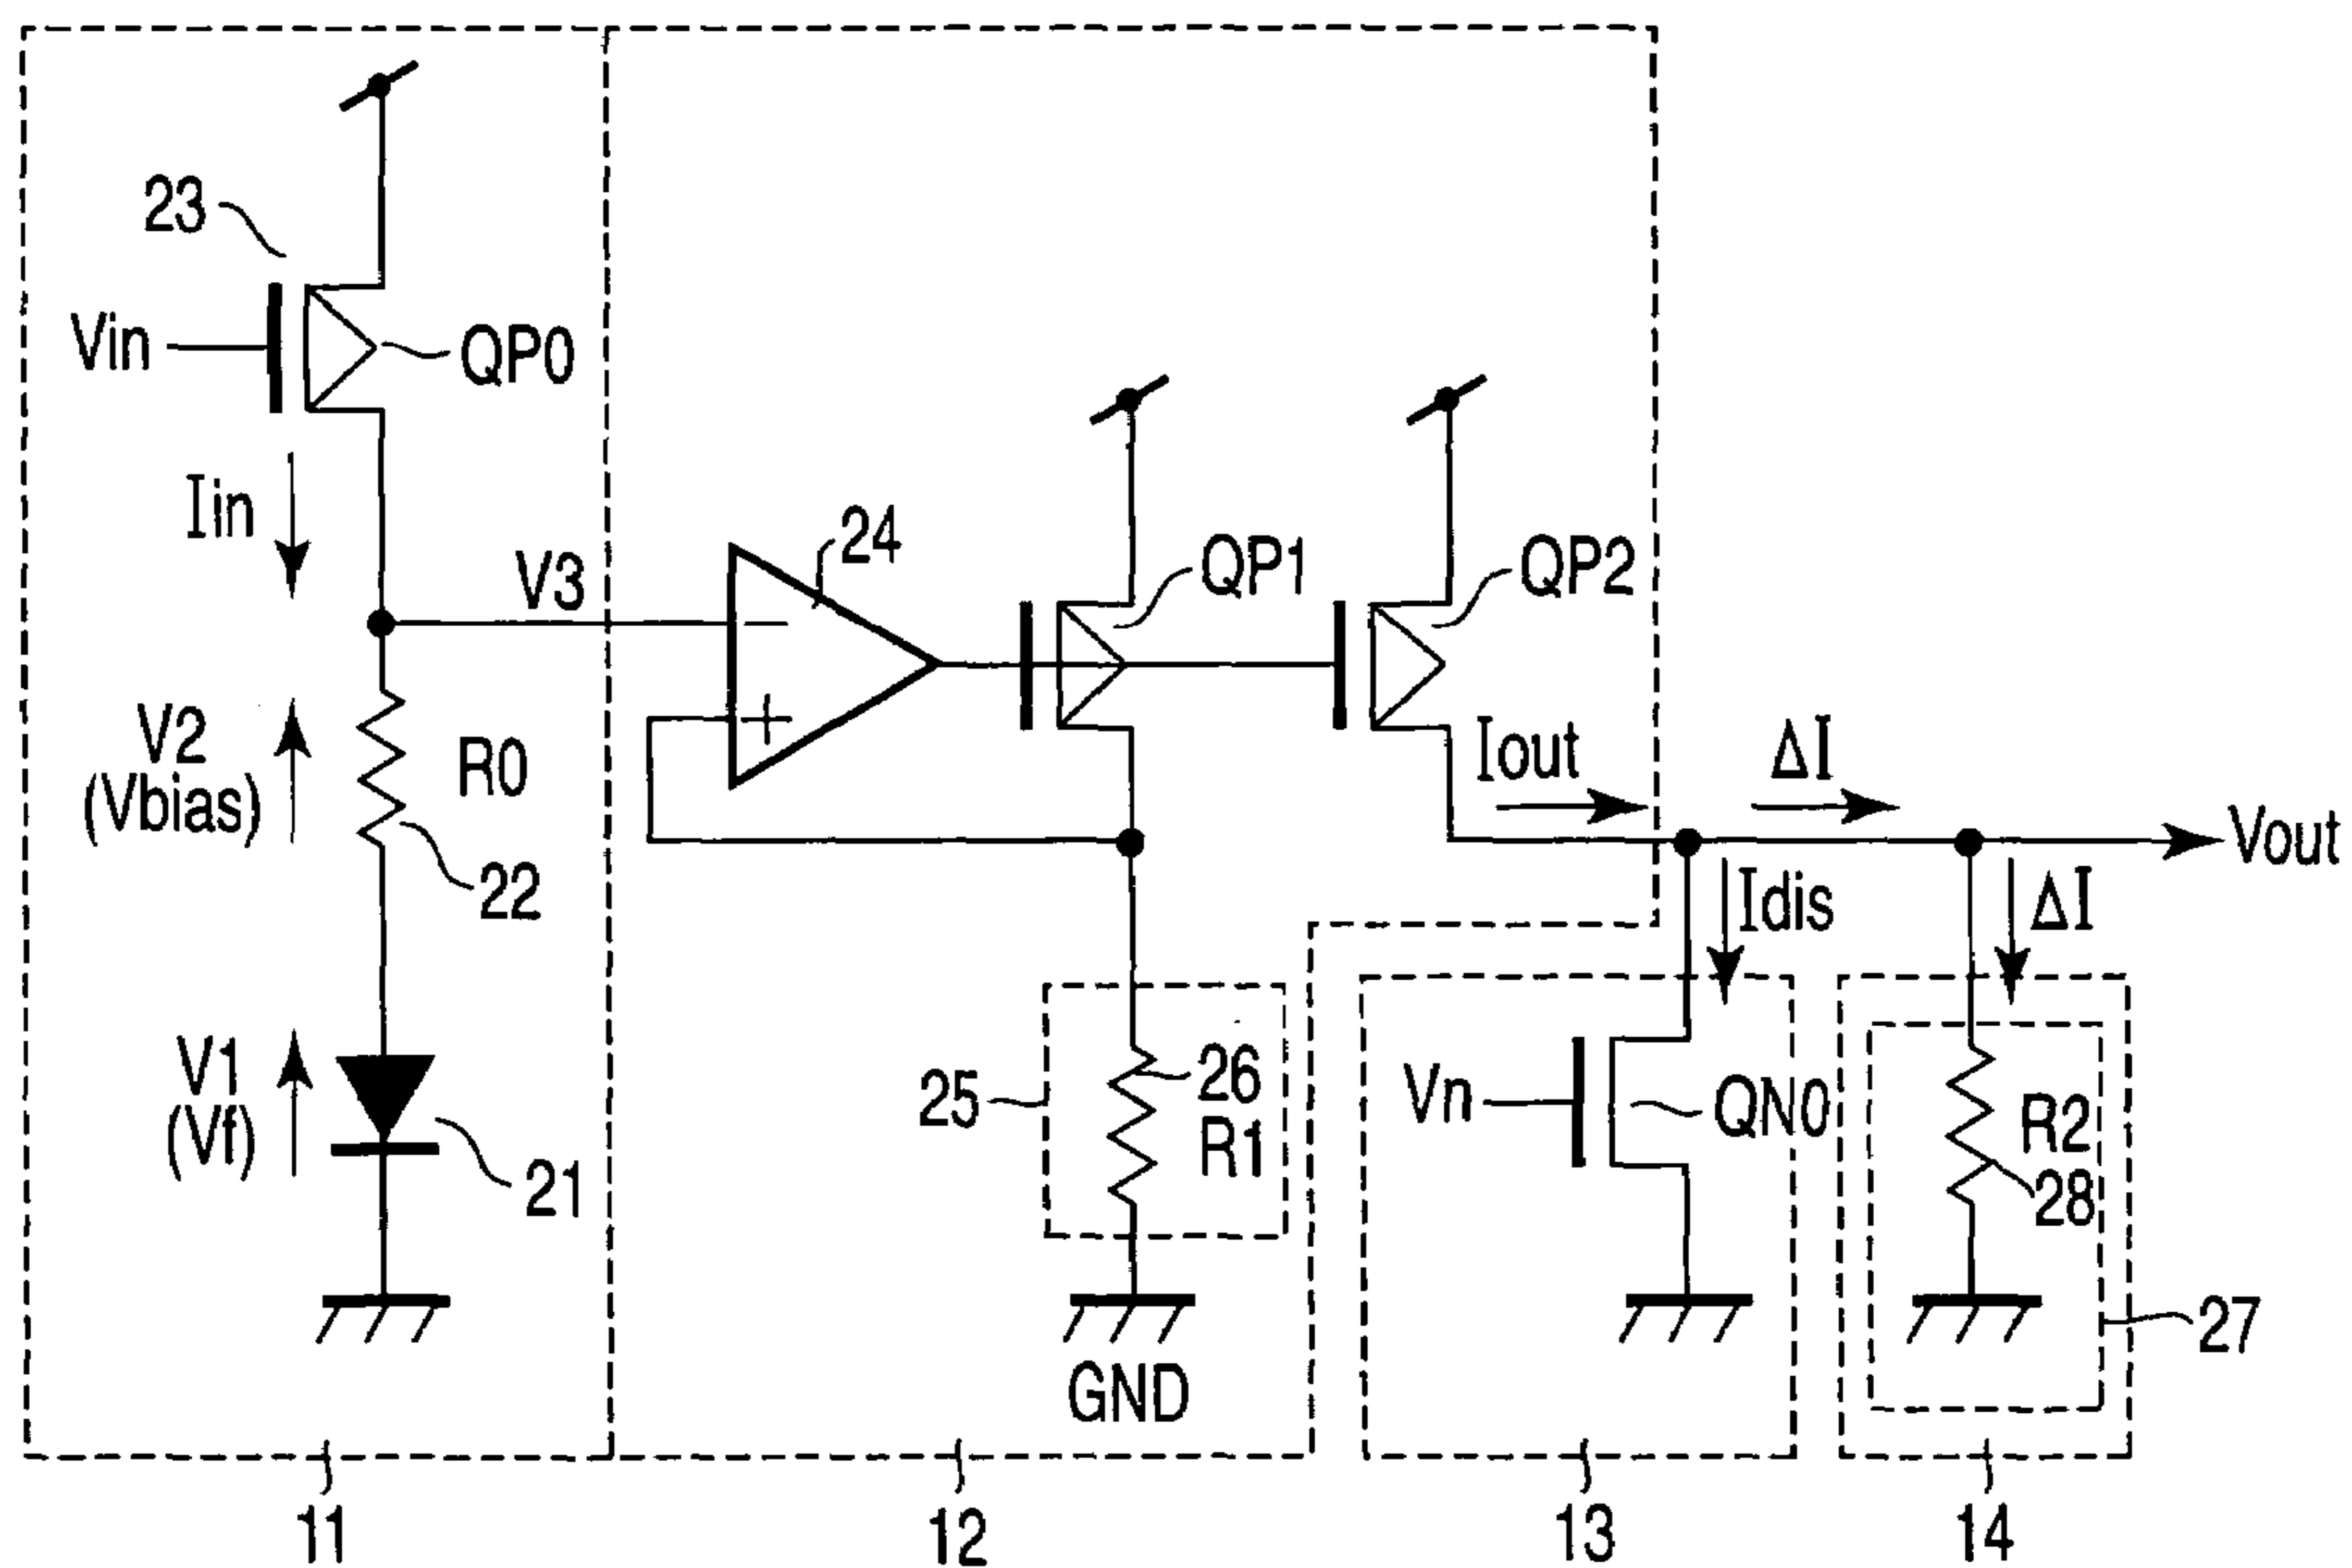 23
Vin
QP0
Iin
V3
24
QP1
QP2
V2
(Vbias)
R0
22
Iout
ΔI
Vout
Idis
ΔI
V1
(Vf)
21
25
26
R1
Vn
QN0
R2
28
27
GND
11
12
13
14